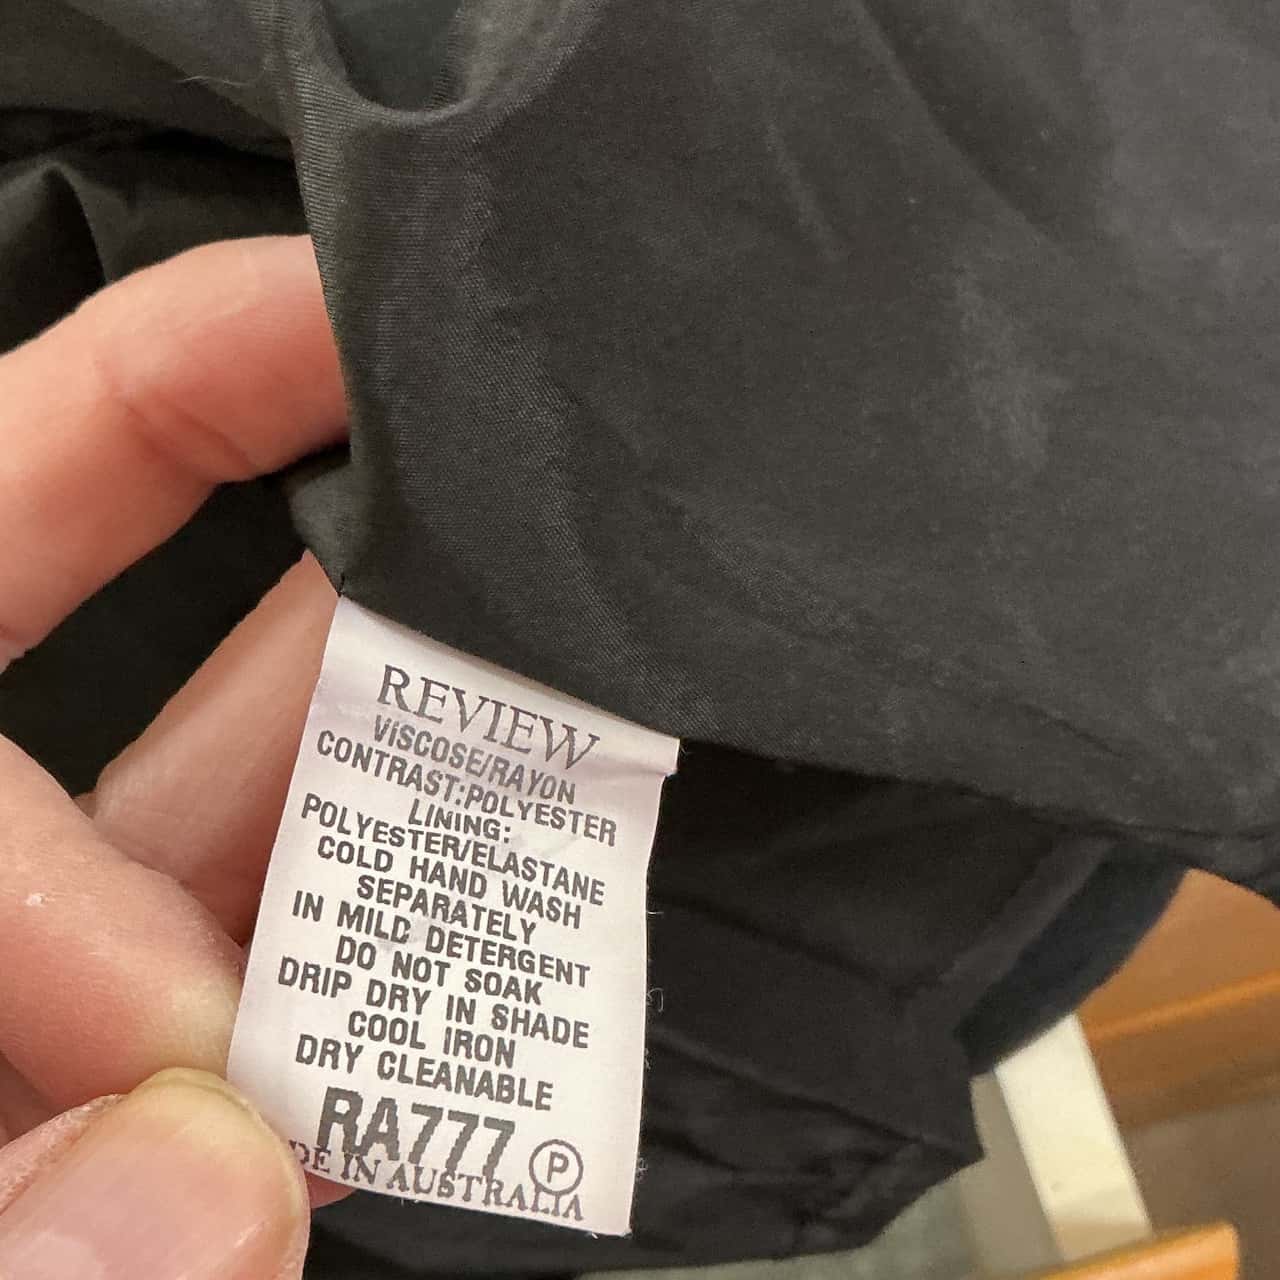 REVIEW
VISCOSE/RAYON
CONTRAST:POLYESTER
LINING:
POLYESTER/ELASTANE
COLD HAND WASH
SEPARATELY
IN MILD DETERGENT
DO NOT SOAK
DRIP DRY IN SHADE
COOL IRON
DRY CLEANABLE
RA777 P
DE IN AUSTRALIA